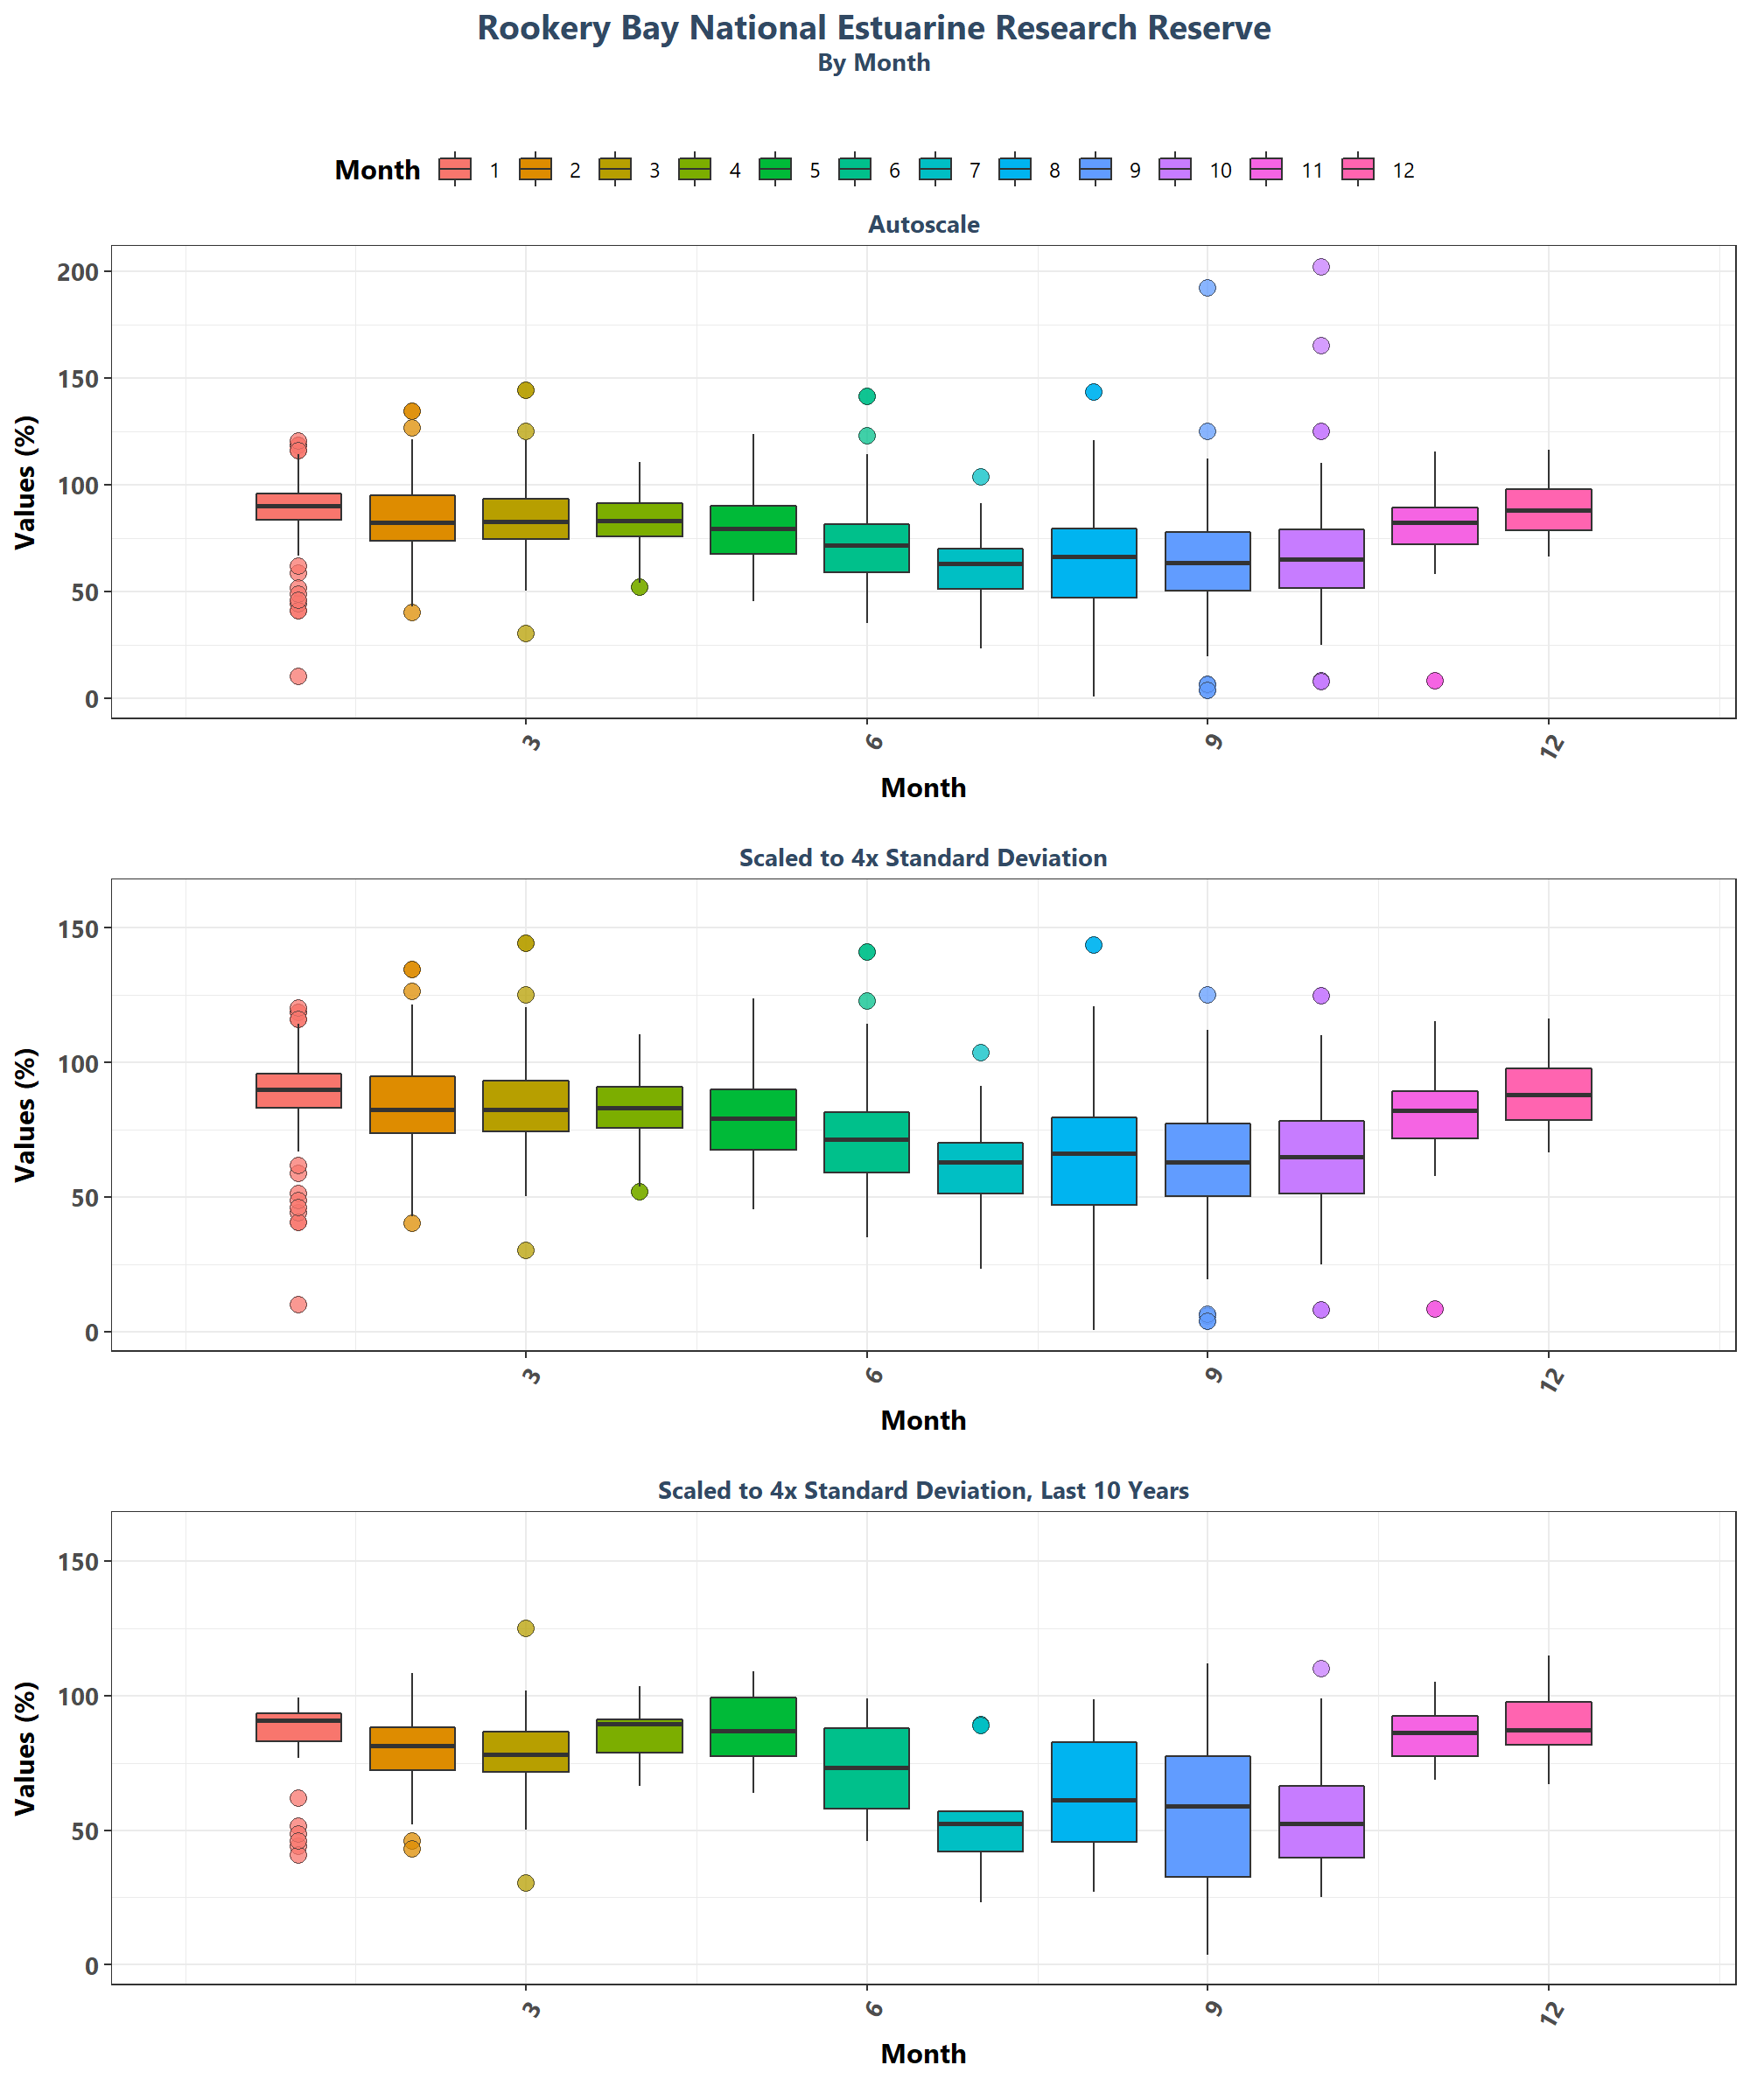 Rookery Bay National Estuarine Research Reserve
By Month
Month 1 2 3 4 5 6 7 8 9 10 11 12
Autoscale
Values (%)
200
150
100
50
0
3 6 9 12
Month
Scaled to 4x Standard Deviation
Values (%)
150
100
50
0
3 6 9 12
Month
Scaled to 4x Standard Deviation, Last 10 Years
Values (%)
150
100
50
0
3 6 9 12
Month